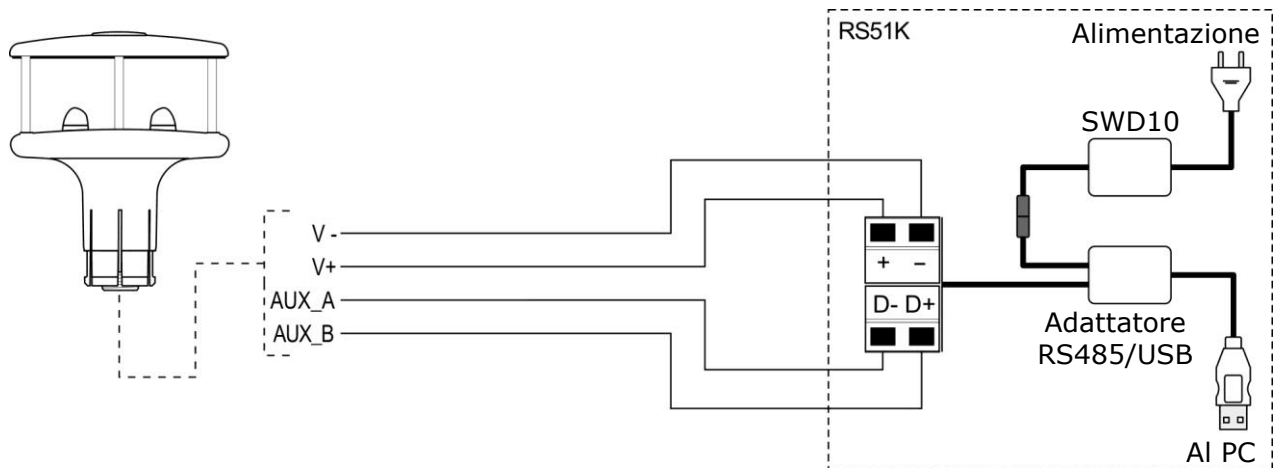 RS51K
Alimentazione
SWD10
V -
V+
AUX_A
AUX_B
+ −
D- D+
Adattatore
RS485/USB
Al PC